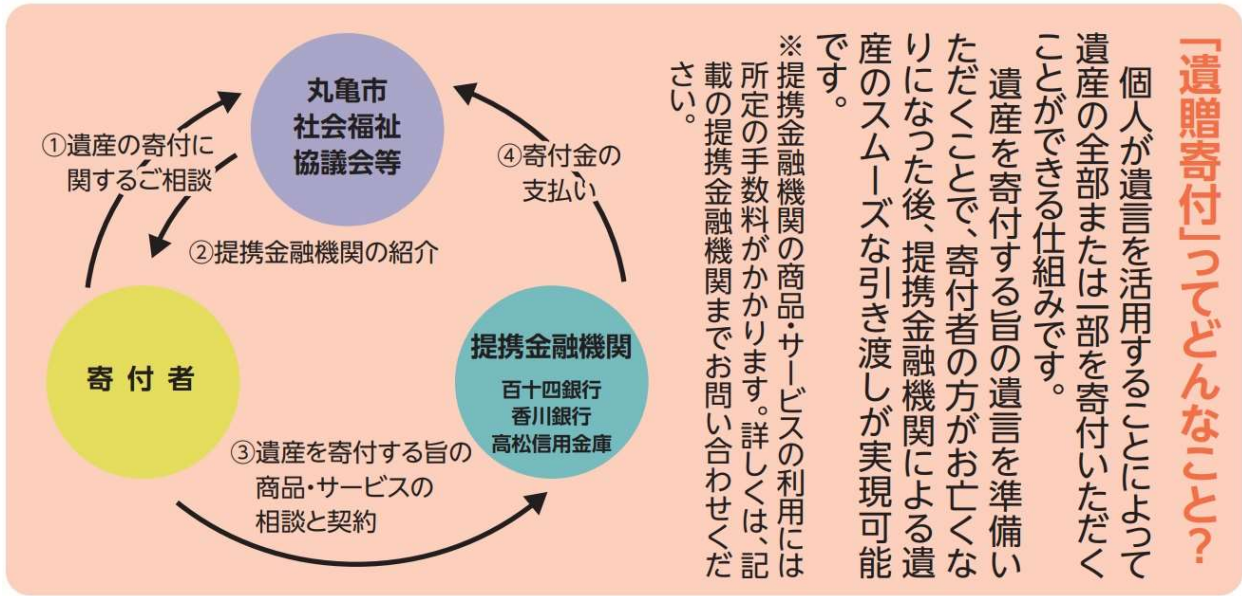 「遺贈寄付」ってどんなこと?
個人が遺言を活用することによって
遺産の全部または一部を寄付いただく
ことができる仕組みです。
遺産を寄付する旨の遺言を準備い
ただくことで、寄付者の方がお亡くな
りになった後、提携金融機関による遺
産のスムーズな引き渡しが実現可能
です。
※提携金融機関の商品・サービスの利用には
所定の手数料がかかります。詳しくは、記
載の提携金融機関までお問い合わせくだ
さい。
丸亀市
社会福祉
協議会等
①遺産の寄付に
関するご相談
②提携金融機関の紹介
④寄付金の
支払い
寄付者
提携金融機関
百十四銀行
香川銀行
高松信用金庫
③遺産を寄付する旨の
商品・サービスの
相談と契約